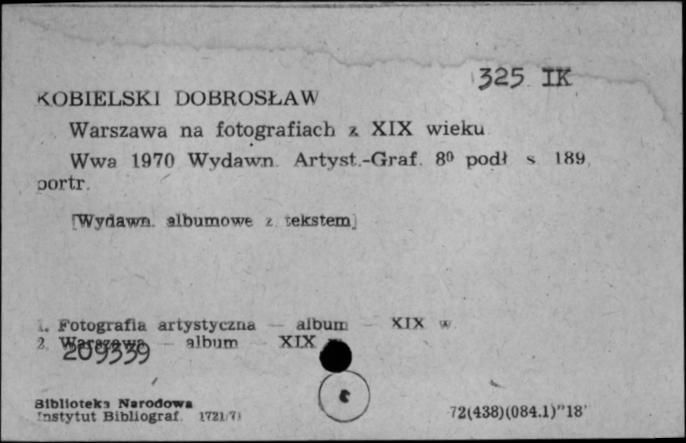 325 IK
KOBIELSKI DOBROSŁAW
Warszawa na fotografiach z XIX wieku
Wwa 1970 Wydawn. Artyst.-Graf. 8⁰ podł s 189,
portr.
[Wydawn. albumowe z tekstem]
1. Fotografia artystyczna — album — XIX w
2. Warszawa — album — XIX w
209339
Biblioteka Narodowa
Instytut Bibliograf. 1721/71
72(438)(084.1)"18"